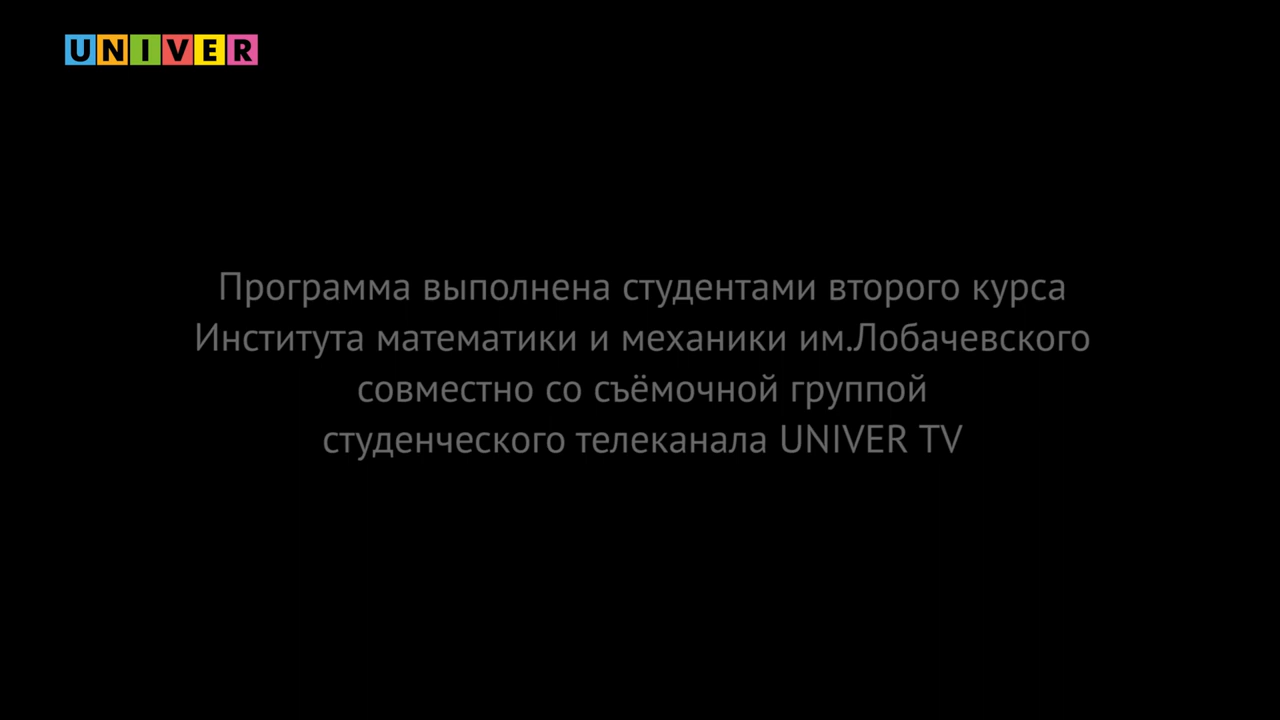 UNIVER
Программа выполнена студентами второго курса
Института математики и механики им.Лобачевского
совместно со съёмочной группой
студенческого телеканала UNIVER TV